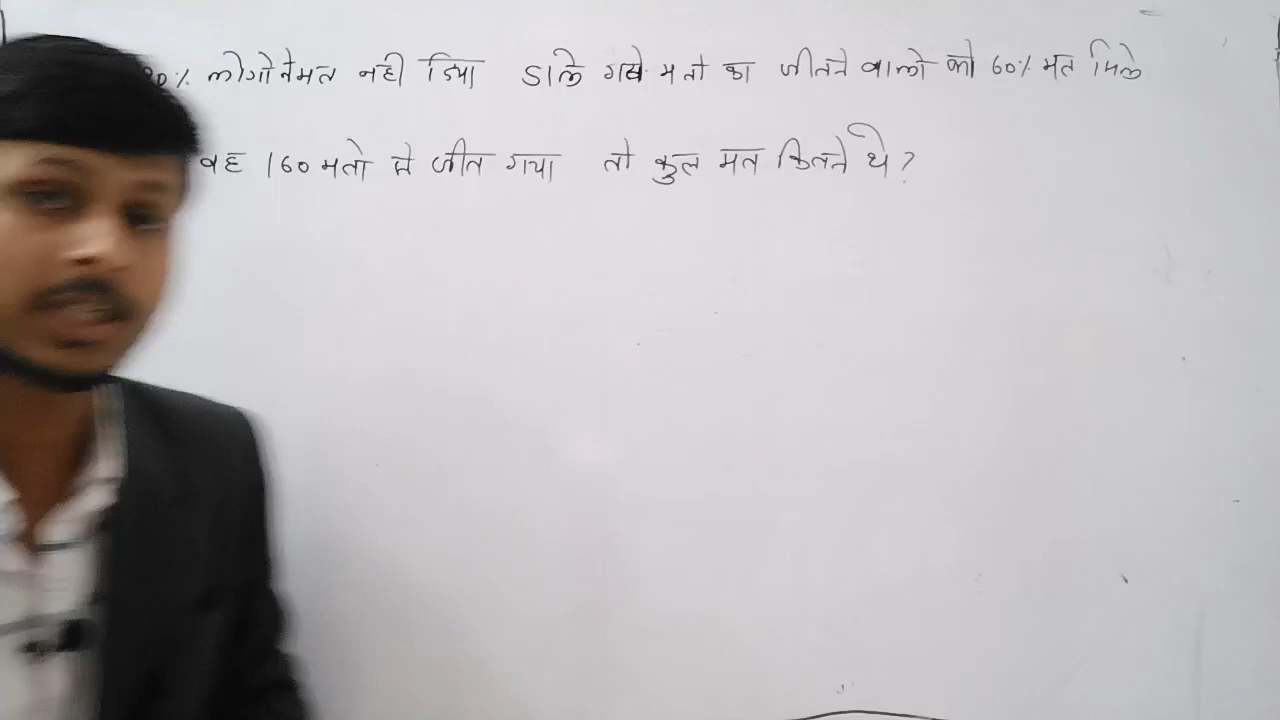 % लोगो ने मत नही दिया डाले गये मतो का जीतने वालो को 60% मत मिले
वह 160 मतो से जीत गया तो कुल मत कितने थे ?